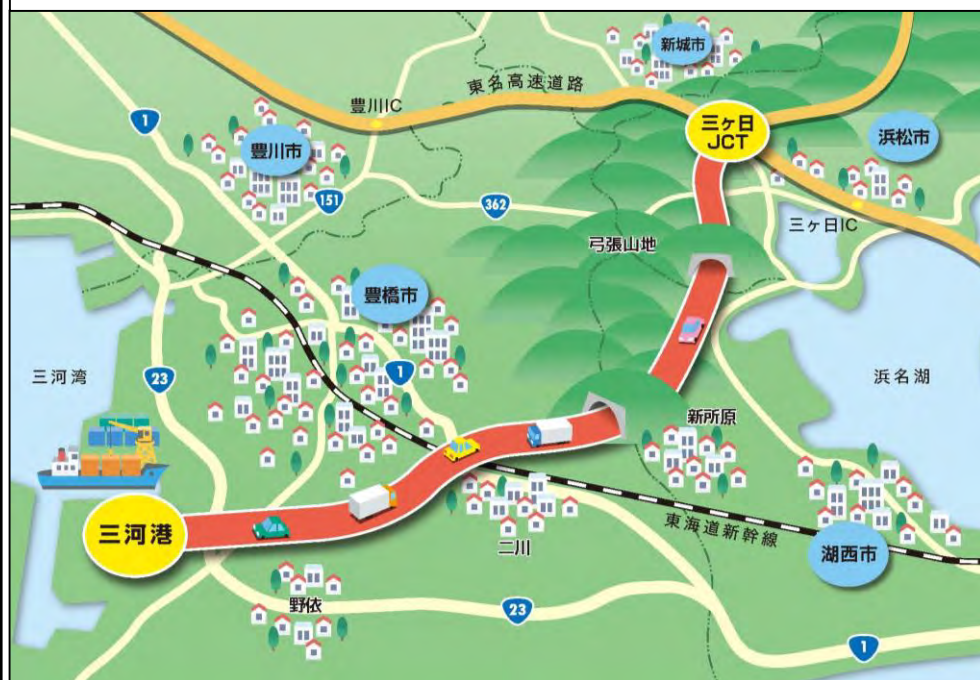 新城市
東名高速道路
豊川IC
三ヶ日
JCT
浜松市
1
豊川市
151
362
三ヶ日IC
弓張山地
豊橋市
三河湾
23
1
浜名湖
新所原
三河港
二川
東海道新幹線
湖西市
野依
23
1